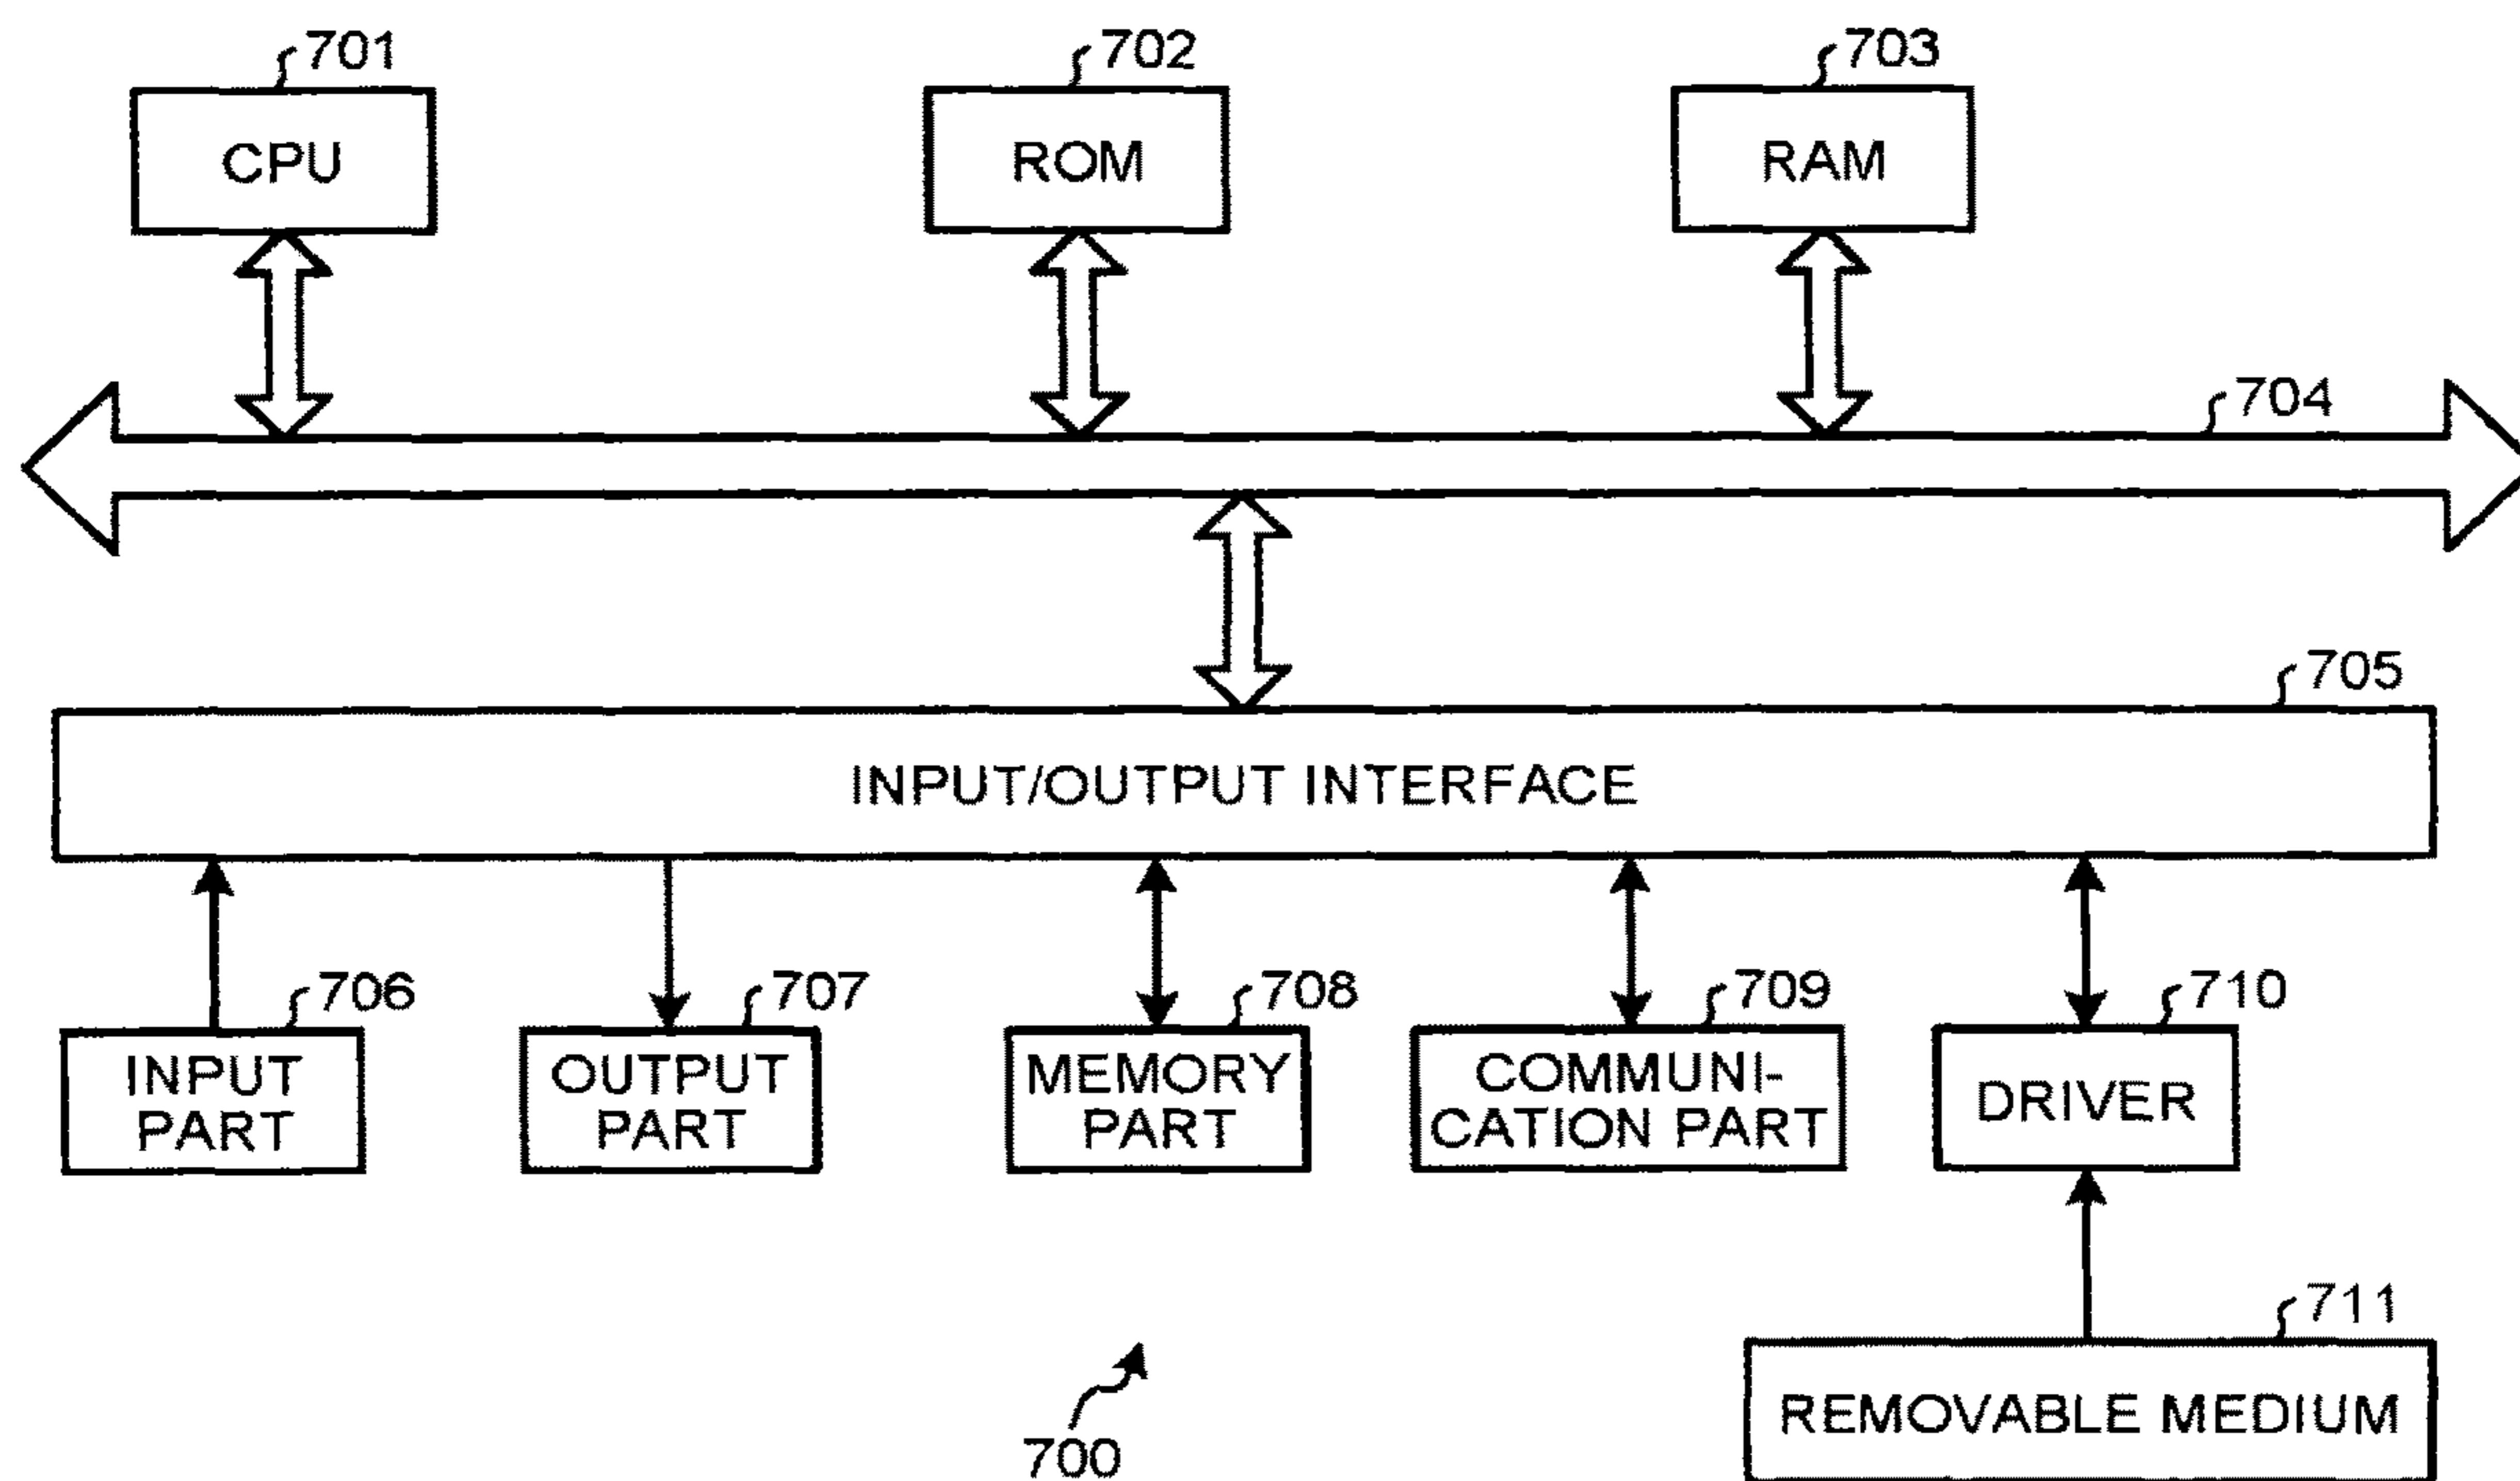 701
702
703
CPU
ROM
RAM
704
705
INPUT/OUTPUT INTERFACE
706
707
708
709
710
INPUT
PART
OUTPUT
PART
MEMORY
PART
COMMUNI-
CATION PART
DRIVER
711
REMOVABLE MEDIUM
700